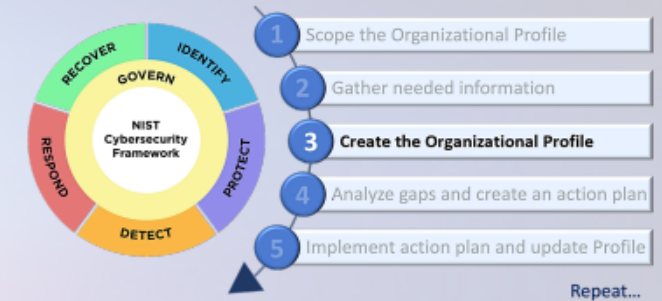 RECOVER
IDENTIFY
GOVERN
NIST
Cybersecurity
Framework
RESPOND
PROTECT
DETECT
1 Scope the Organizational Profile
2 Gather needed information
3 Create the Organizational Profile
4 Analyze gaps and create an action plan
5 Implement action plan and update Profile
Repeat...